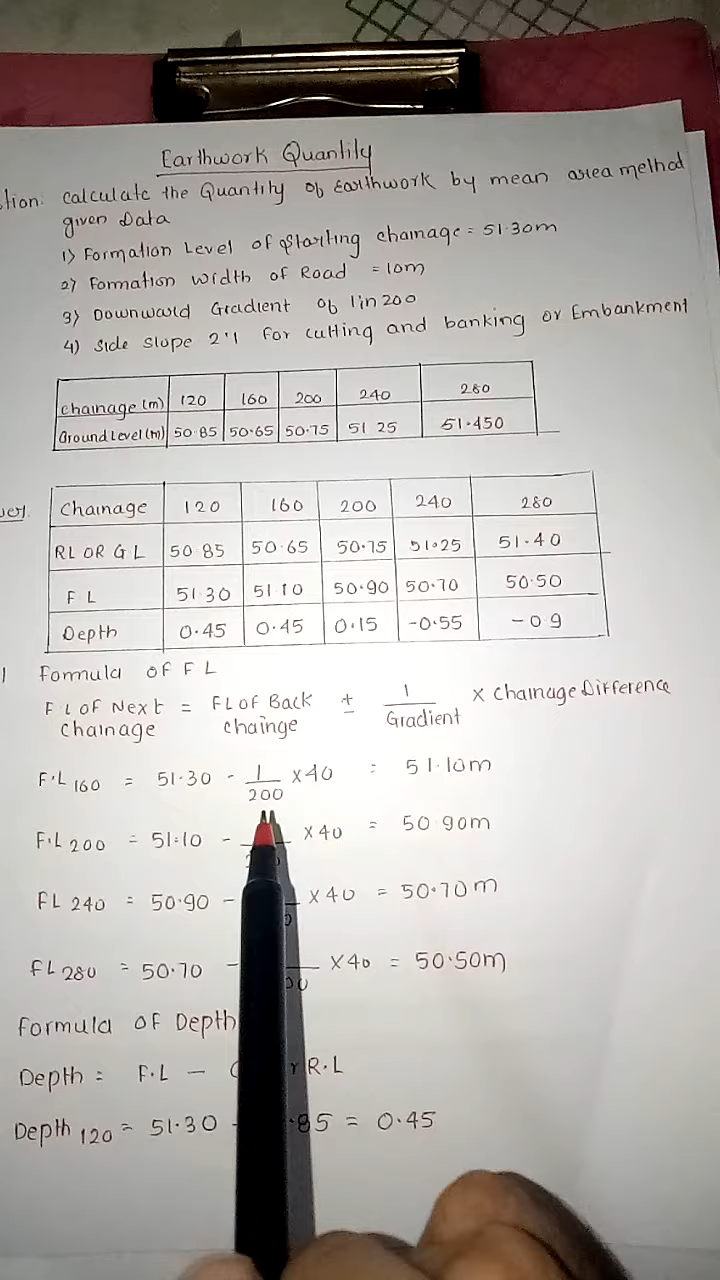 Earthwork Quantity
tion: calculate the Quantity of Earthwork by mean area method
given Data
1) Formation Level of Starting chainage = 51.30m
2) Formation width of Road = 10m
3) Downward Gradient of 1 in 200
4) side slope 2:1 for cutting and banking or Embankment
Chainage (m) 120 160 200 240 280
Ground Level (m) 50.85 50.65 50.75 51.25 51.450
wer. Chainage 120 160 200 240 280
RL OR G L 50.85 50.65 50.75 51.25 51.40
F L 51.30 51.10 50.90 50.70 50.50
Depth 0.45 0.45 0.15 -0.55 -0.9
1 Formula of F L
F L of Next chainage = FL of Back chainge ± 1/Gradient × Chainage Difference
F.L 160 = 51.30 - 1/200 ×40 = 51.10m
F.L 200 = 51.10 - ×40 = 50.90m
FL 240 = 50.90 - ×40 = 50.70m
FL 280 = 50.70 - ×40 = 50.50m
Formula of Depth
Depth = F.L - R.L
Depth 120 = 51.30 - .85 = 0.45